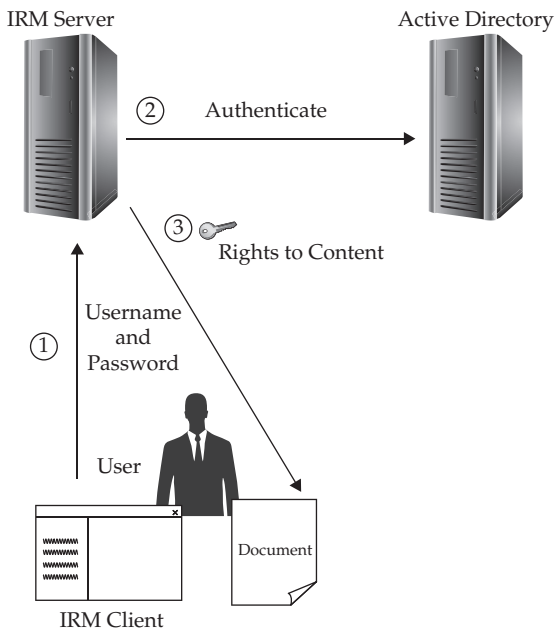 IRM Server
Active Directory
2
Authenticate
3
Rights to Content
1
Username
and
Password
User
x
Document
IRM Client